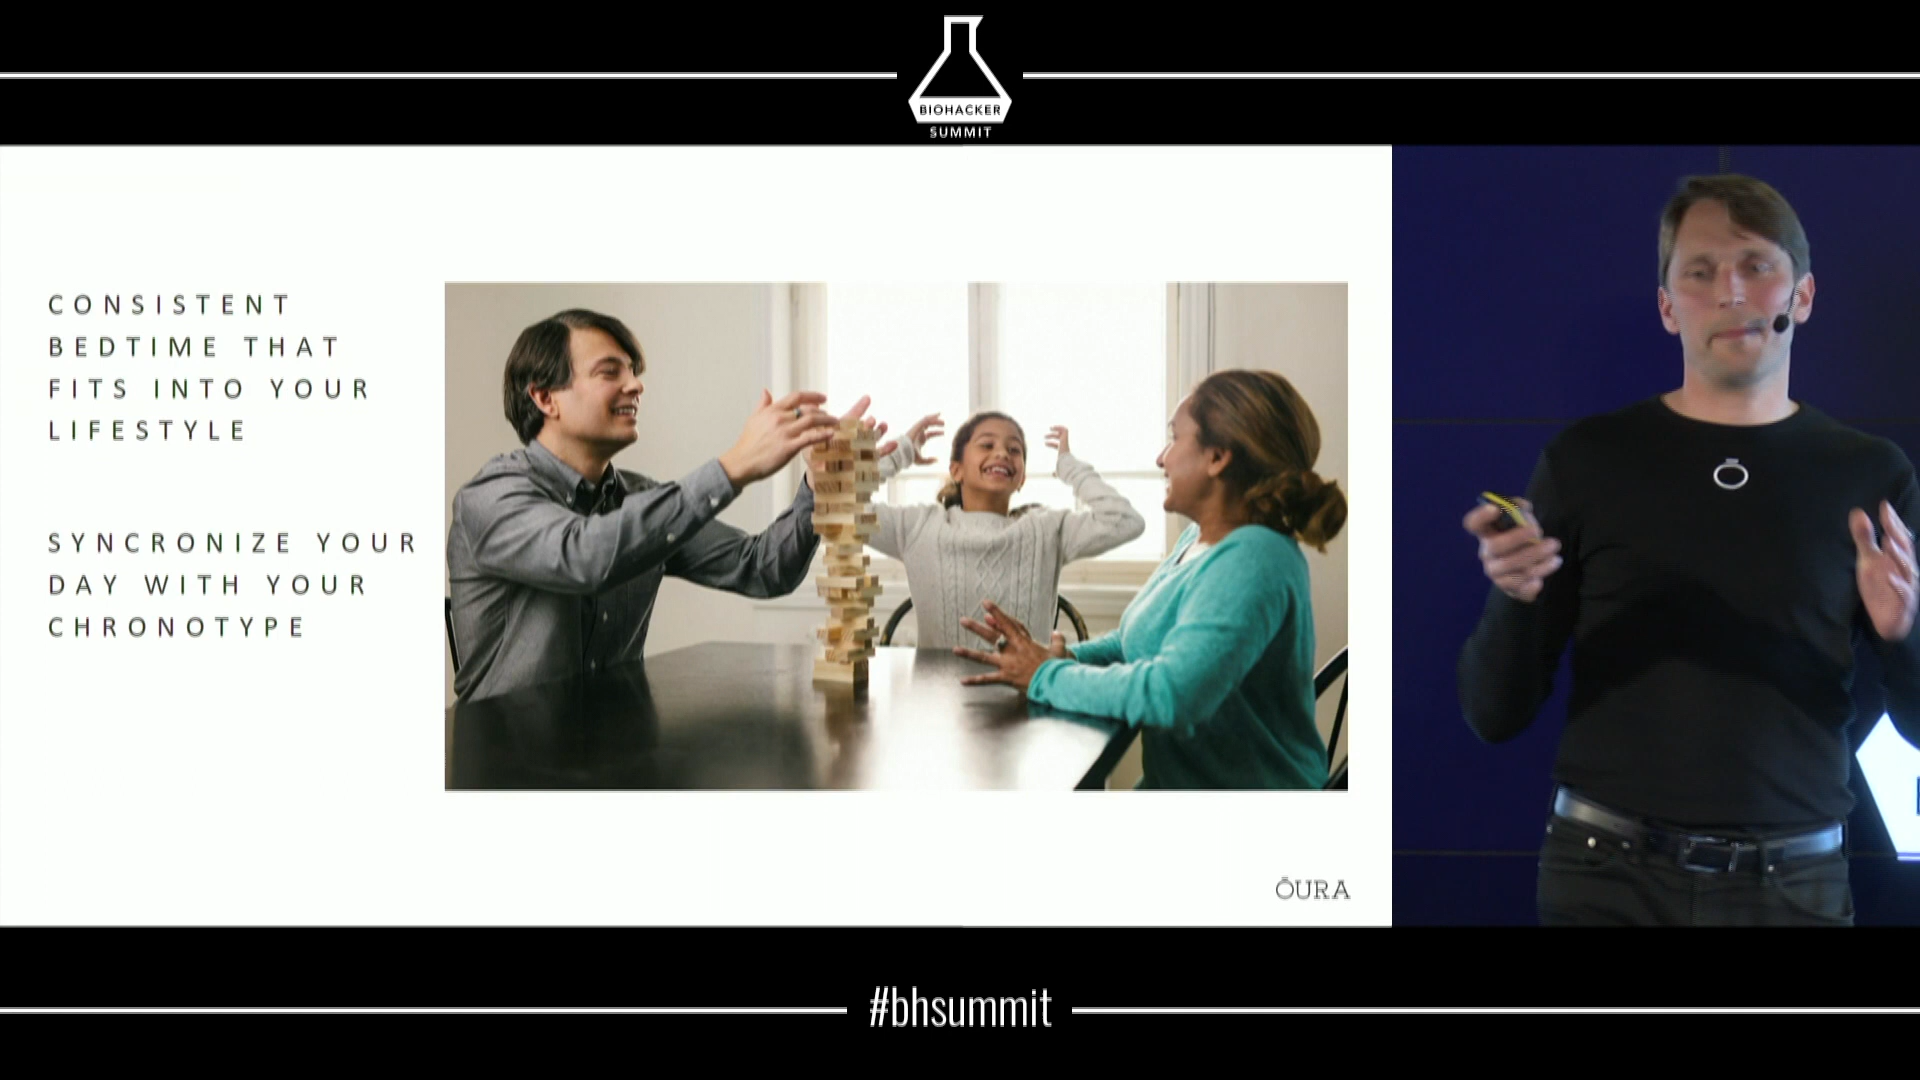 BIOHACKER
SUMMIT
CONSISTENT
BEDTIME THAT
FITS INTO YOUR
LIFESTYLE
SYNCRONIZE YOUR
DAY WITH YOUR
CHRONOTYPE
ŌURA
#bhsummit